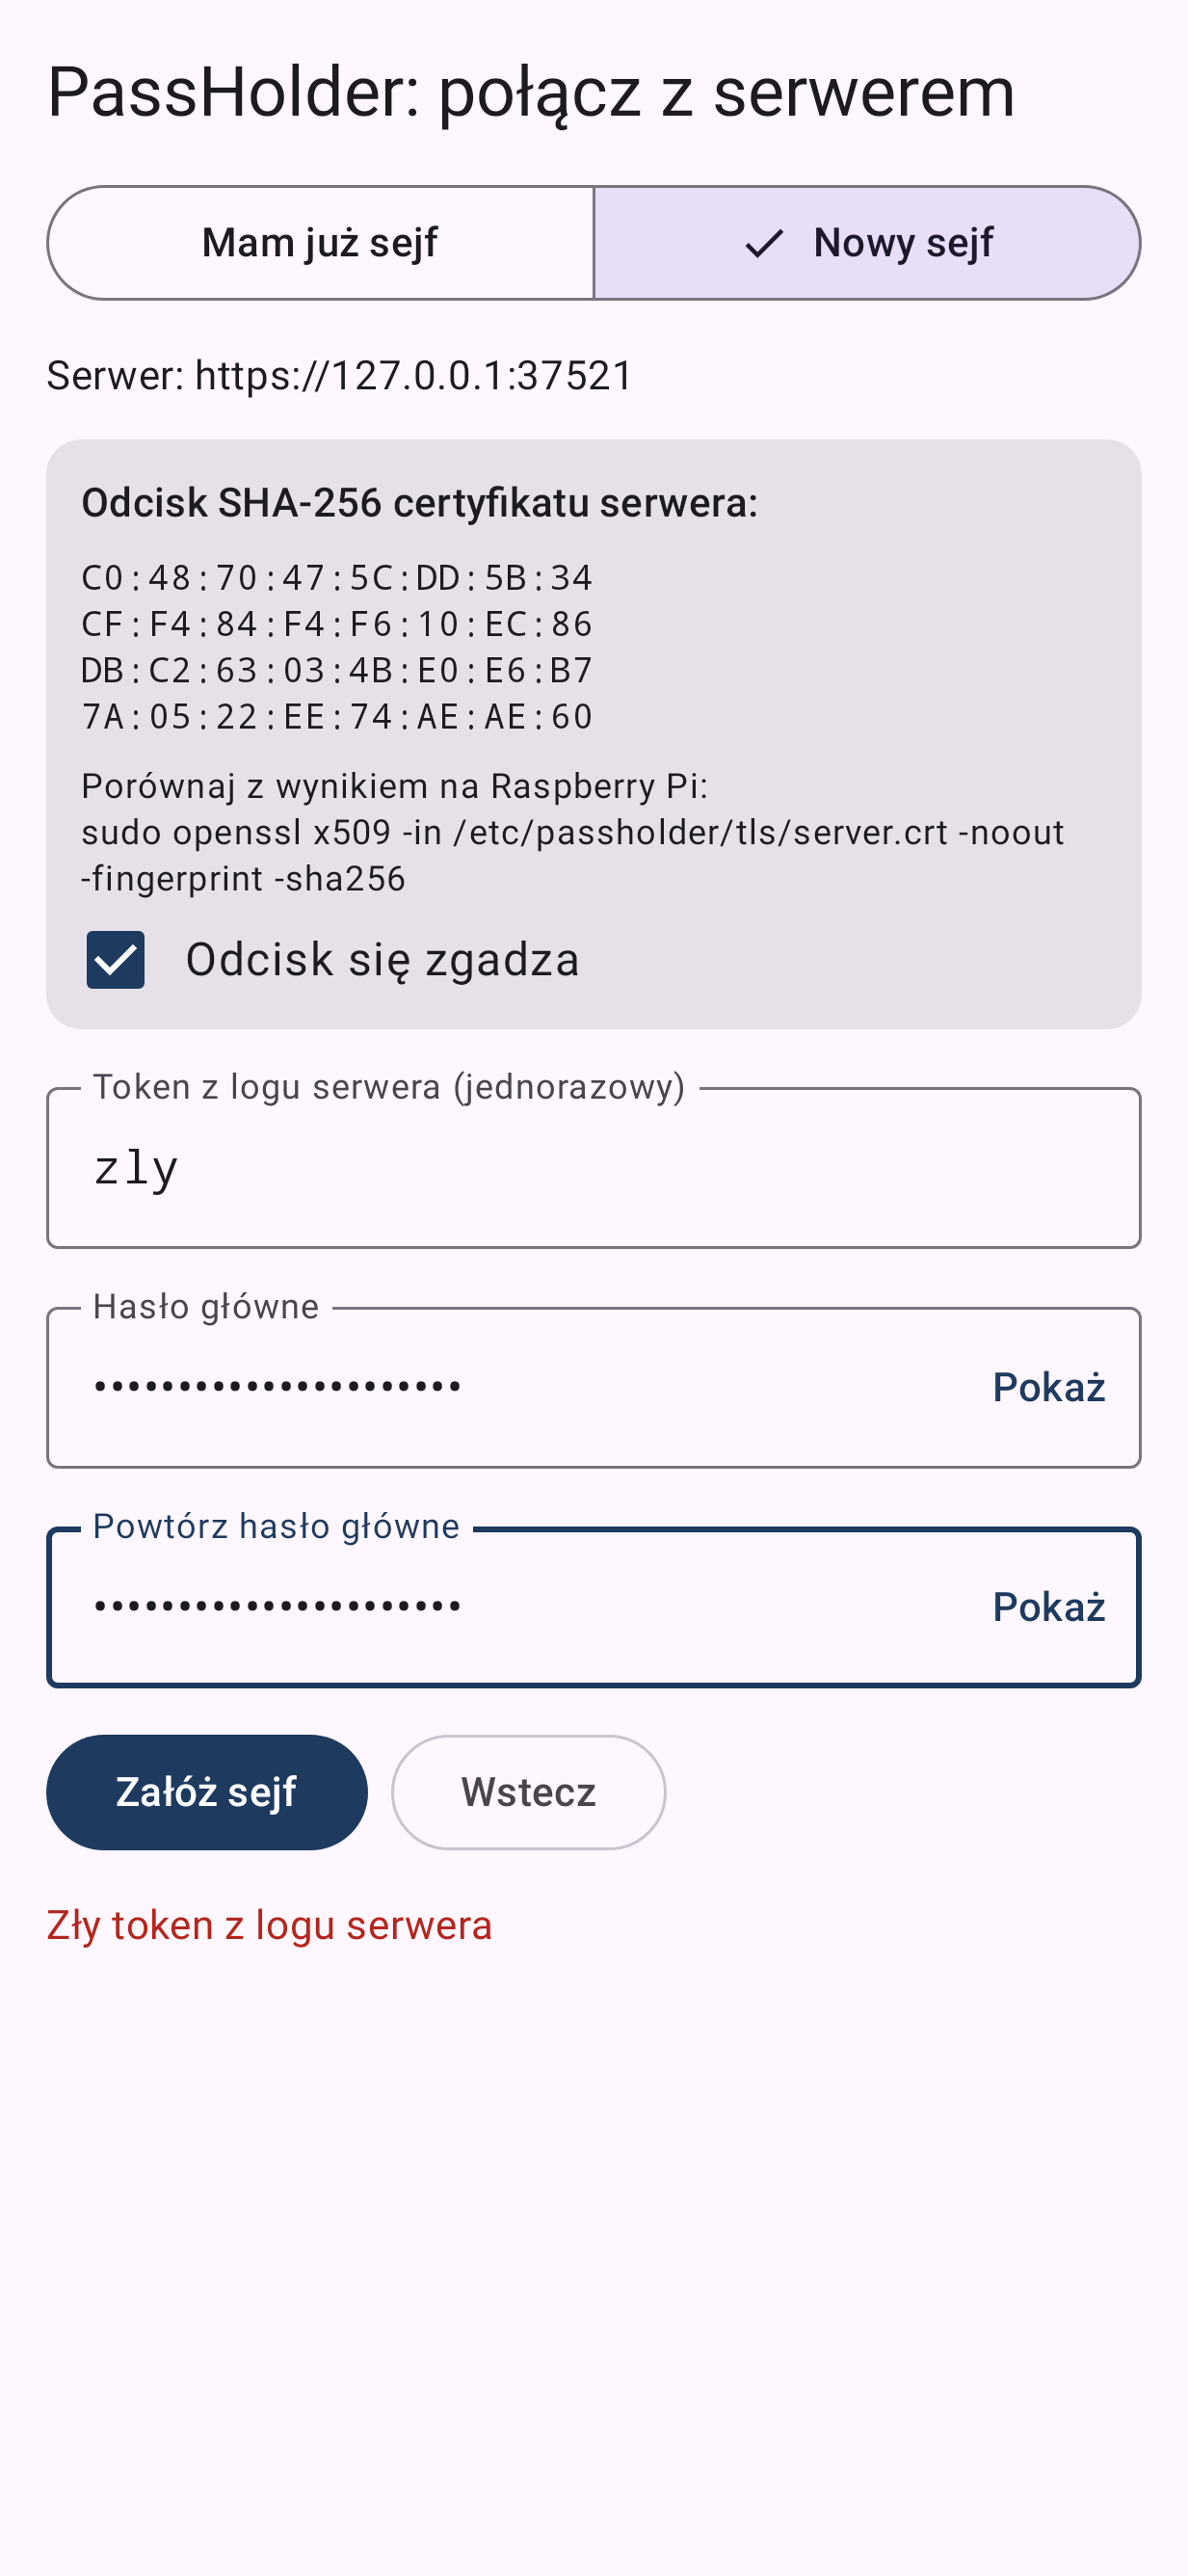 PassHolder: połącz z serwerem
Mam już sejf
Nowy sejf
Serwer: https://127.0.0.1:37521
Odcisk SHA-256 certyfikatu serwera:
C0:48:70:47:5C:DD:5B:34
CF:F4:84:F4:F6:10:EC:86
DB:C2:63:03:4B:E0:E6:B7
7A:05:22:EE:74:AE:AE:60
Porównaj z wynikiem na Raspberry Pi:
sudo openssl x509 -in /etc/passholder/tls/server.crt -noout
-fingerprint -sha256
Odcisk się zgadza
Token z logu serwera (jednorazowy)
zly
Hasło główne
••••••••••••••••••••••
Pokaż
Powtórz hasło główne
••••••••••••••••••••••
Pokaż
Załóż sejf
Wstecz
Zły token z logu serwera